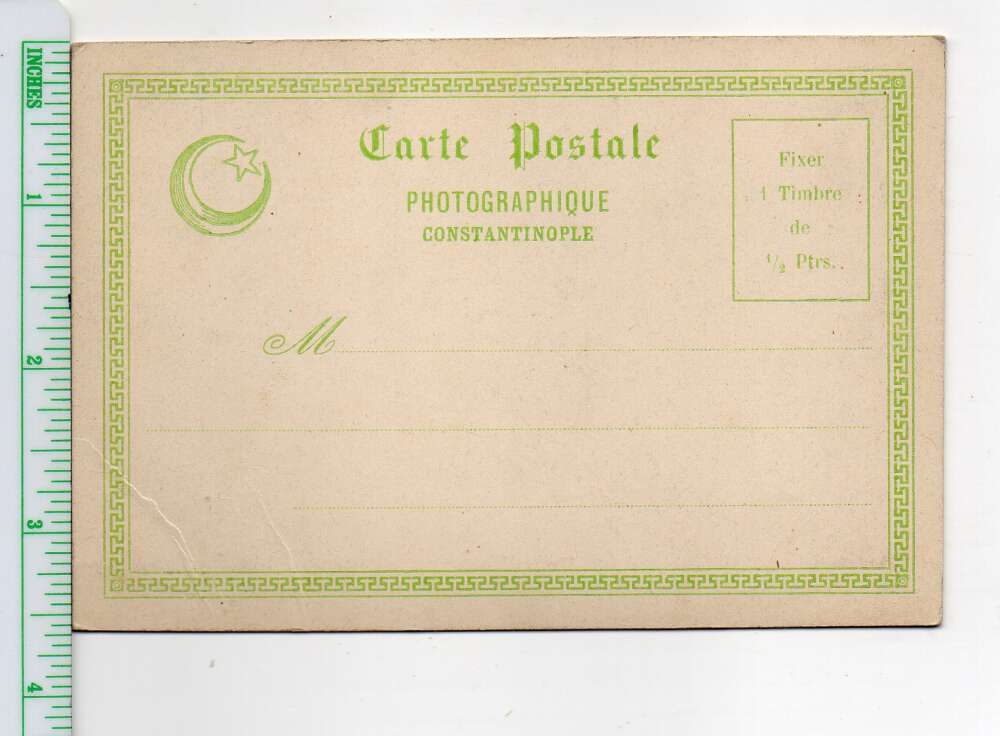 Carte Postale
PHOTOGRAPHIQUE
CONSTANTINOPLE
Fixer
1 Timbre
de
1/2 Ptrs.
M
INCHES
1
2
3
4